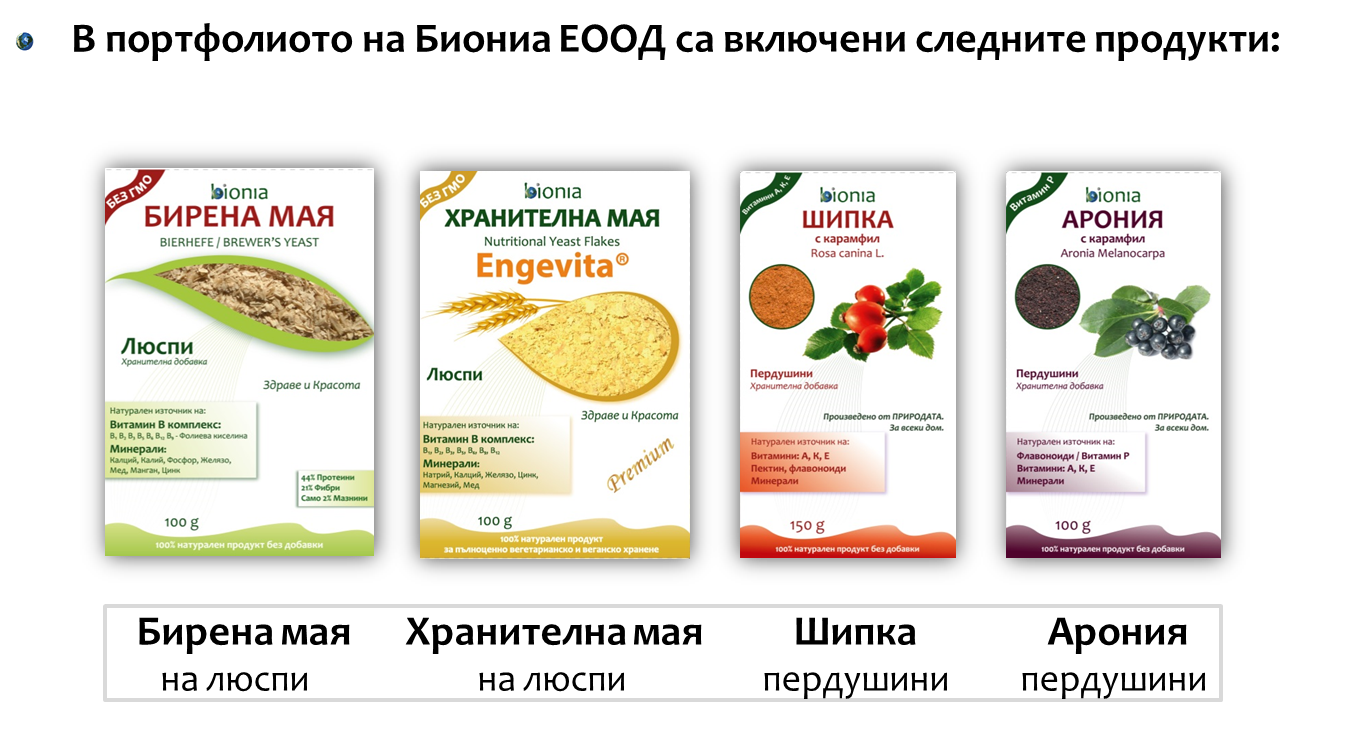 В портфолиото на Биониа ЕООД са включени следните продукти:
БЕЗ ГМО
bionia
БИРЕНА МАЯ
BIERHEFE / BREWER'S YEAST
Люспи
Хранителна добавка
Здраве и Красота
Натурален източник на:
Витамин В комплекс:
- Фолиева киселина
Минерали:
Калций, Калий, Фосфор, Желязо,
Мед, Манган, Цинк
44% Протеини
21% Фибри
Само 2% Мазнини
100 g
100% натурален продукт без добавки
БЕЗ ГМО
bionia
ХРАНИТЕЛНА МАЯ
Nutritional Yeast Flakes
Engevita®
Люспи
Здраве и Красота
Натурален източник на:
Витамин В комплекс:
Минерали:
Натрий, Калций, Желязо, Цинк,
Магнезий, Мед
Premium
100 g
100% натурален продукт
за пълноценно вегетарианско и веганско хранене
Витамини А, К, Е
bionia
ШИПКА
с карамфил
Rosa canina L.
Пердушини
Хранителна добавка
Произведено от ПРИРОДАТА.
За всеки дом.
Натурален източник на:
Витамини: А, К, Е
Пектин, флавоноиди
Минерали
150 g
100% натурален продукт без добавки
Витамин Р
bionia
АРОНИЯ
с карамфил
Aronia Melanocarpa
Пердушини
Хранителна добавка
Произведено от ПРИРОДАТА.
За всеки дом.
Натурален източник на:
Флавоноиди / Витамин Р
Витамини: А, К, Е
Минерали
100 g
100% натурален продукт без добавки
Бирена мая Хранителна мая Шипка Арония
на люспи на люспи пердушини пердушини